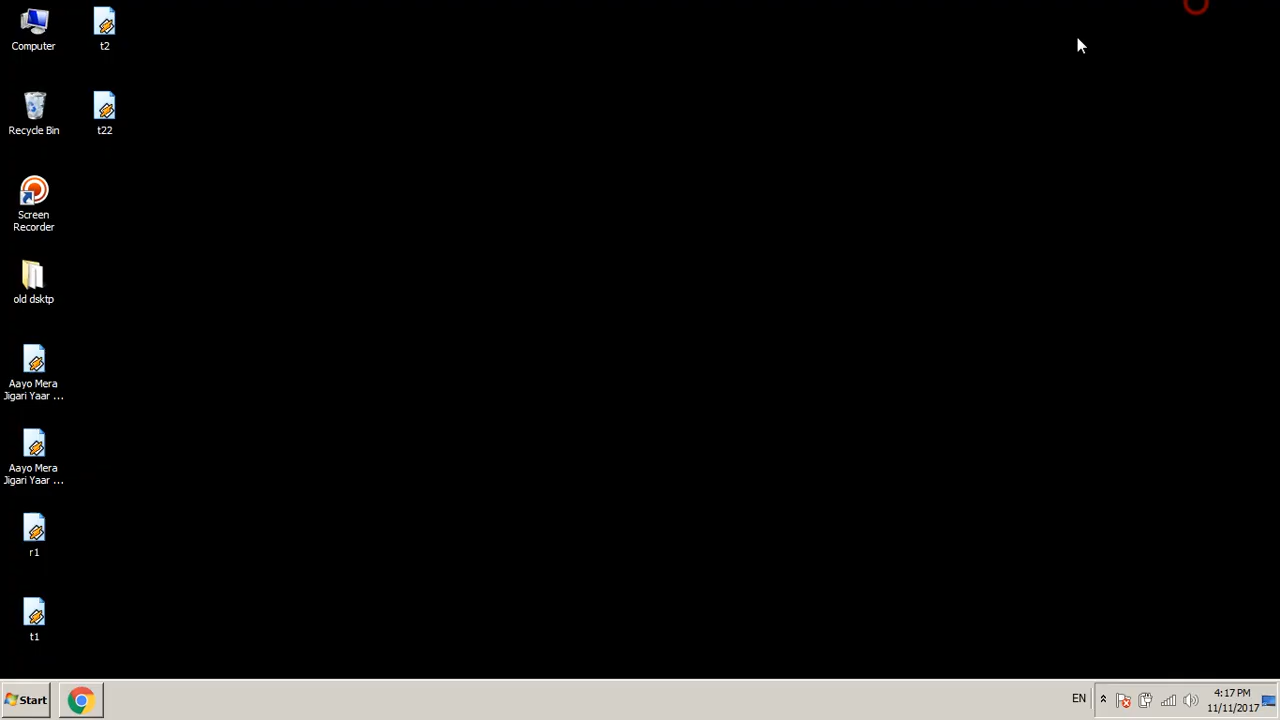 Computer
t2
Recycle Bin
t22
Screen
Recorder
old dsktp
Aayo Mera
Jigari Yaar ...
Aayo Mera
Jigari Yaar ...
r1
t1
Start
EN
4:17 PM
11/11/2017